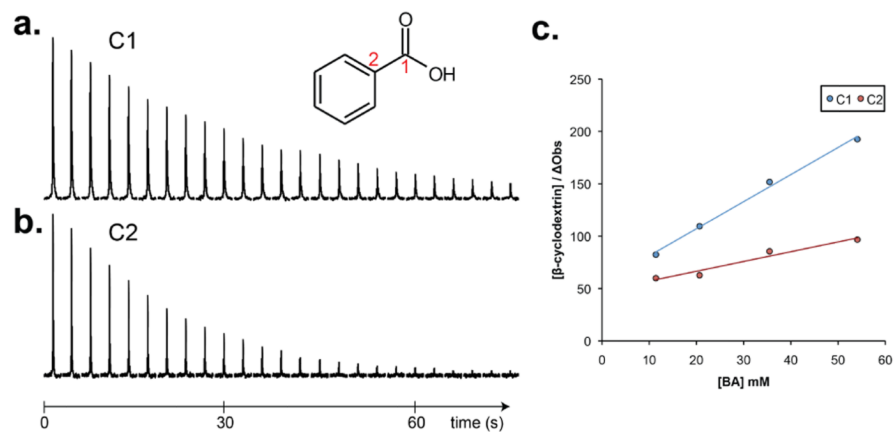 a.
C1
O
2
1
OH
b.
C2
0
30
60
time (s)
c.
[β-cyclodextrin] / ΔObs
250
200
150
100
50
0
C1
C2
0
10
20
30
40
50
60
[BA] mM